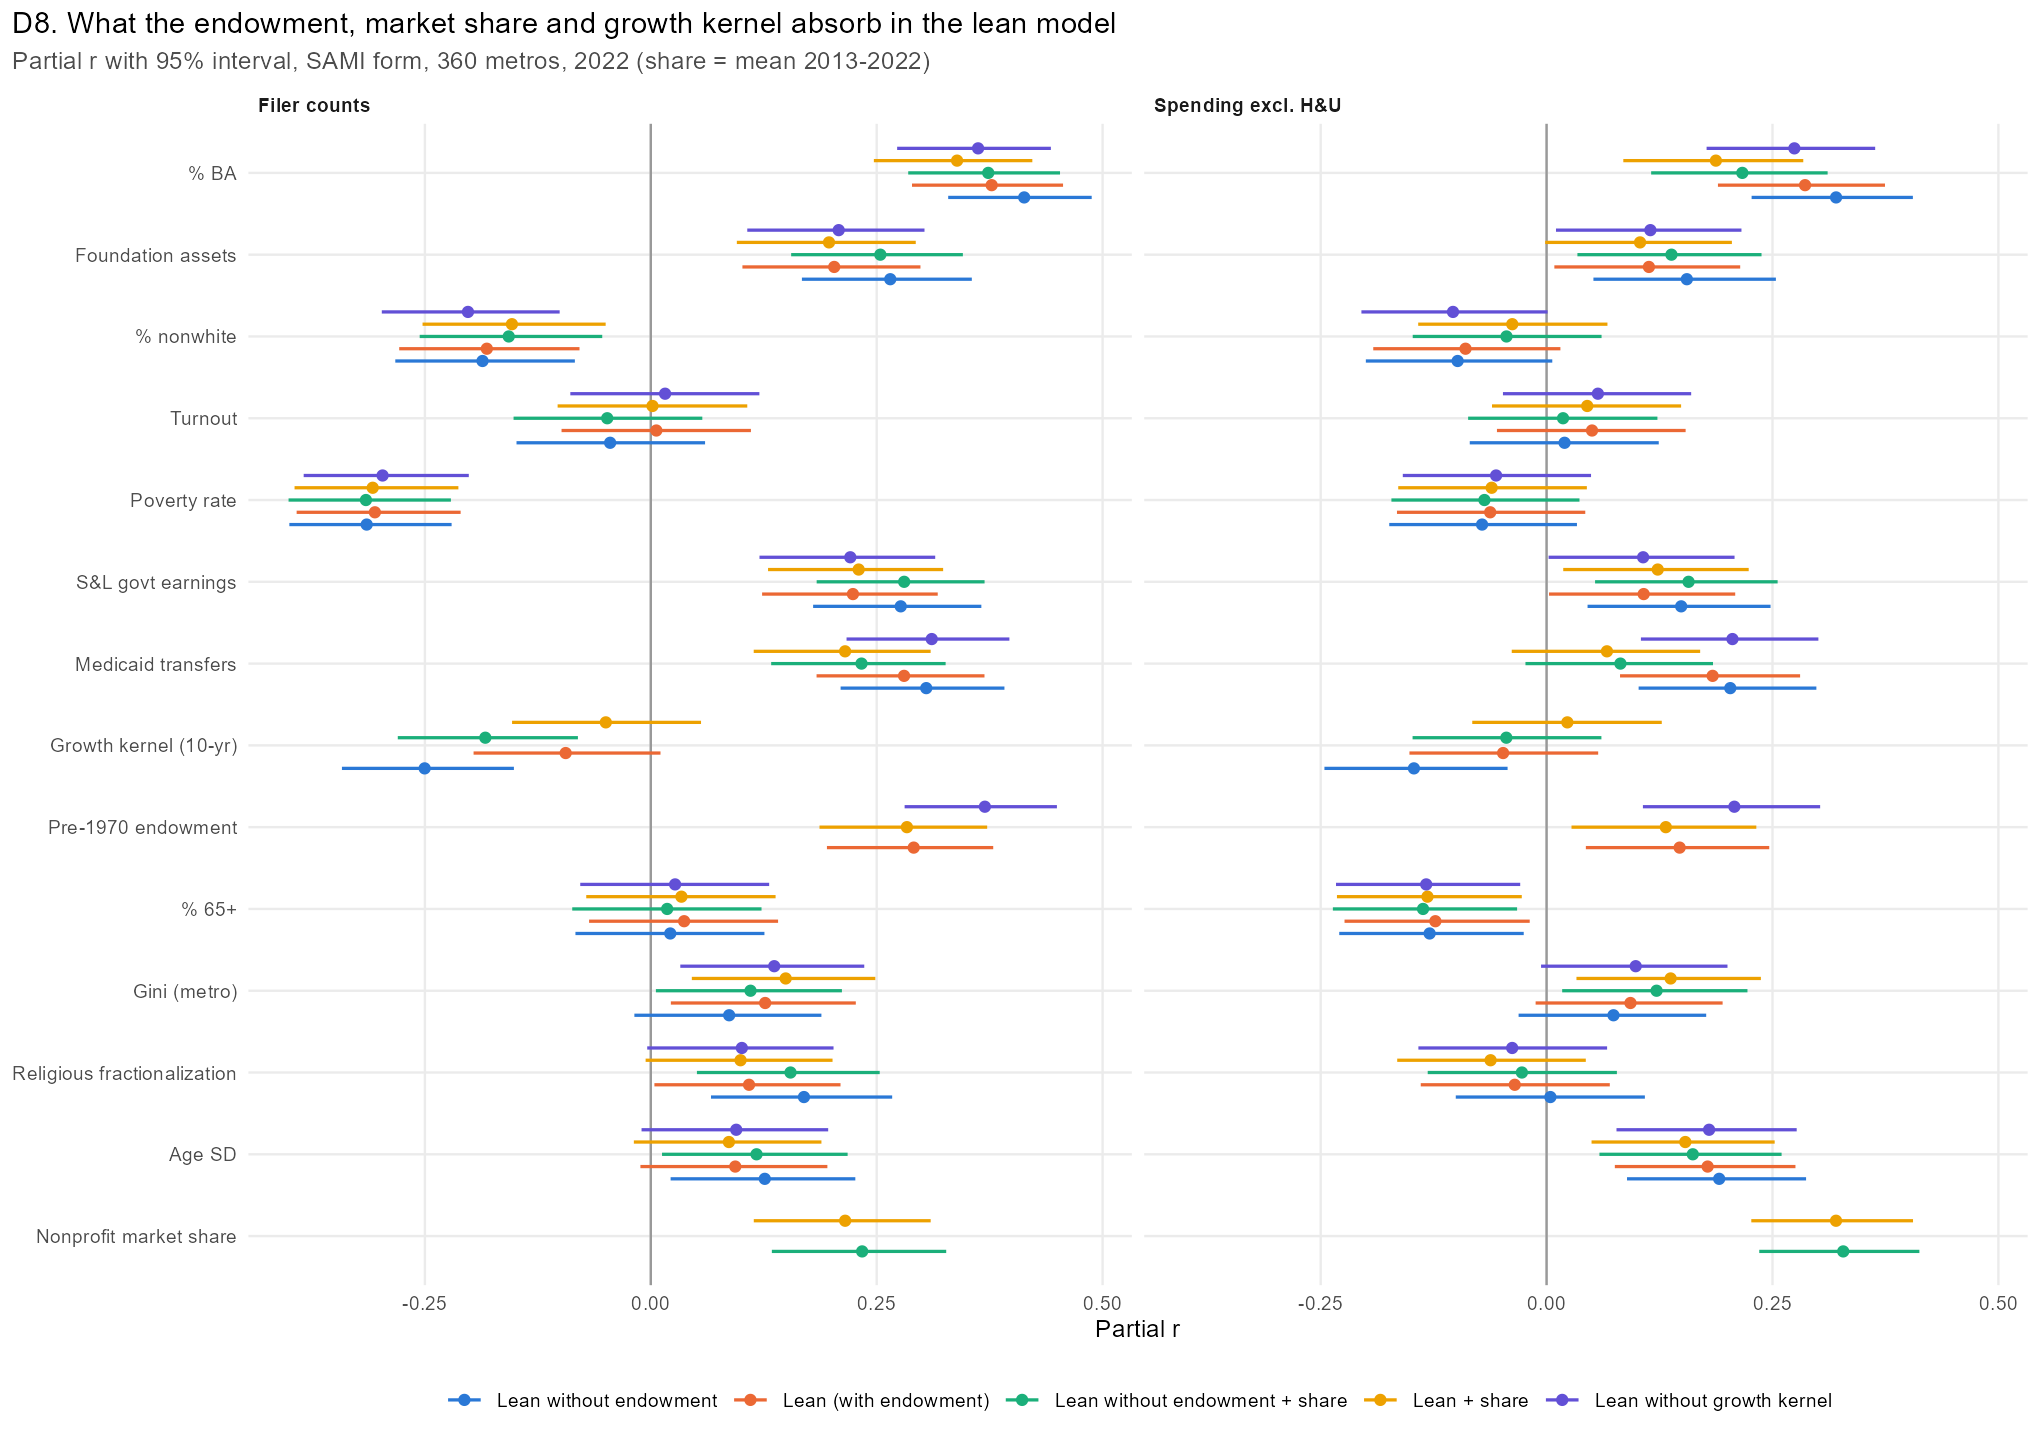 D8. What the endowment, market share and growth kernel absorb in the lean model
Partial r with 95% interval, SAMI form, 360 metros, 2022 (share = mean 2013-2022)
Filer counts
Spending excl. H&U
% BA
Foundation assets
% nonwhite
Turnout
Poverty rate
S&L govt earnings
Medicaid transfers
Growth kernel (10-yr)
Pre-1970 endowment
% 65+
Gini (metro)
Religious fractionalization
Age SD
Nonprofit market share
-0.25 0.00 0.25 0.50 -0.25 0.00 0.25 0.50
Partial r
Lean without endowment Lean (with endowment) Lean without endowment + share Lean + share Lean without growth kernel